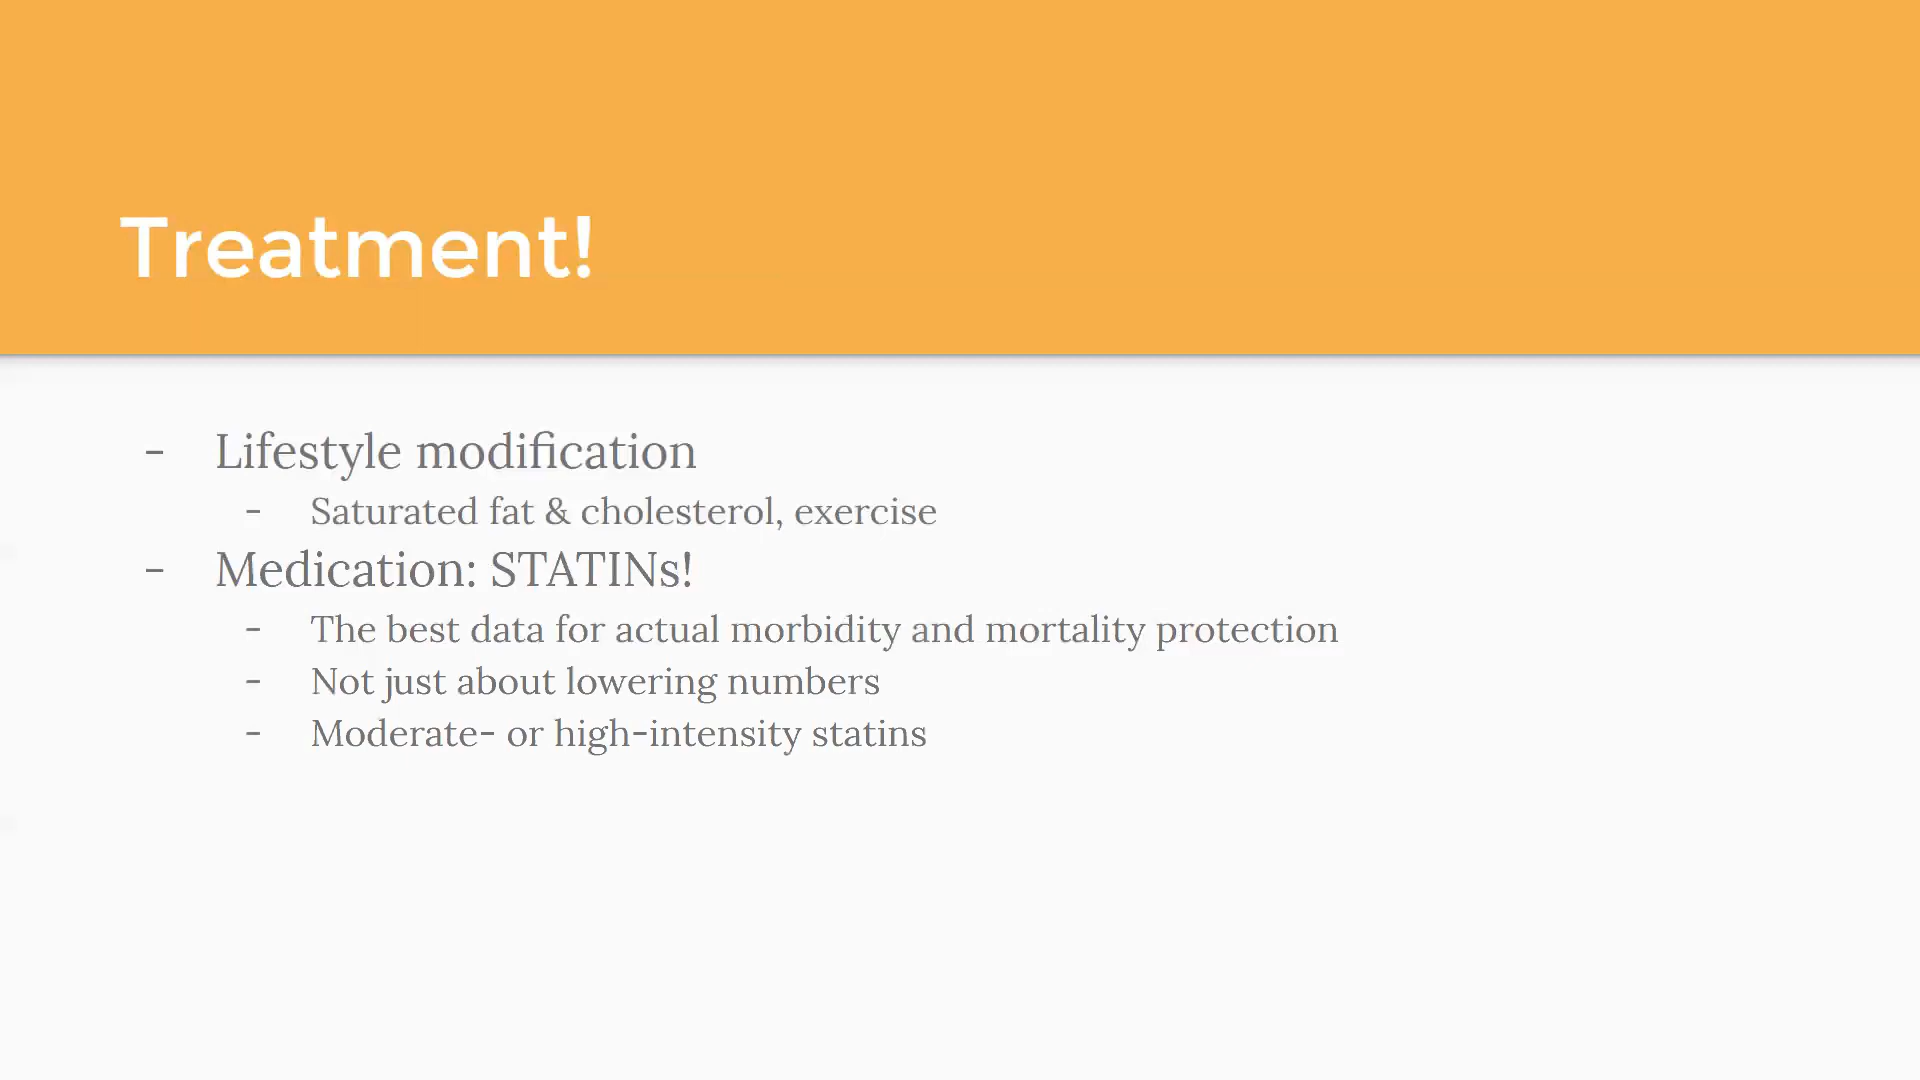 Treatment!
- Lifestyle modification
- Saturated fat & cholesterol, exercise
- Medication: STATINs!
- The best data for actual morbidity and mortality protection
- Not just about lowering numbers
- Moderate- or high-intensity statins